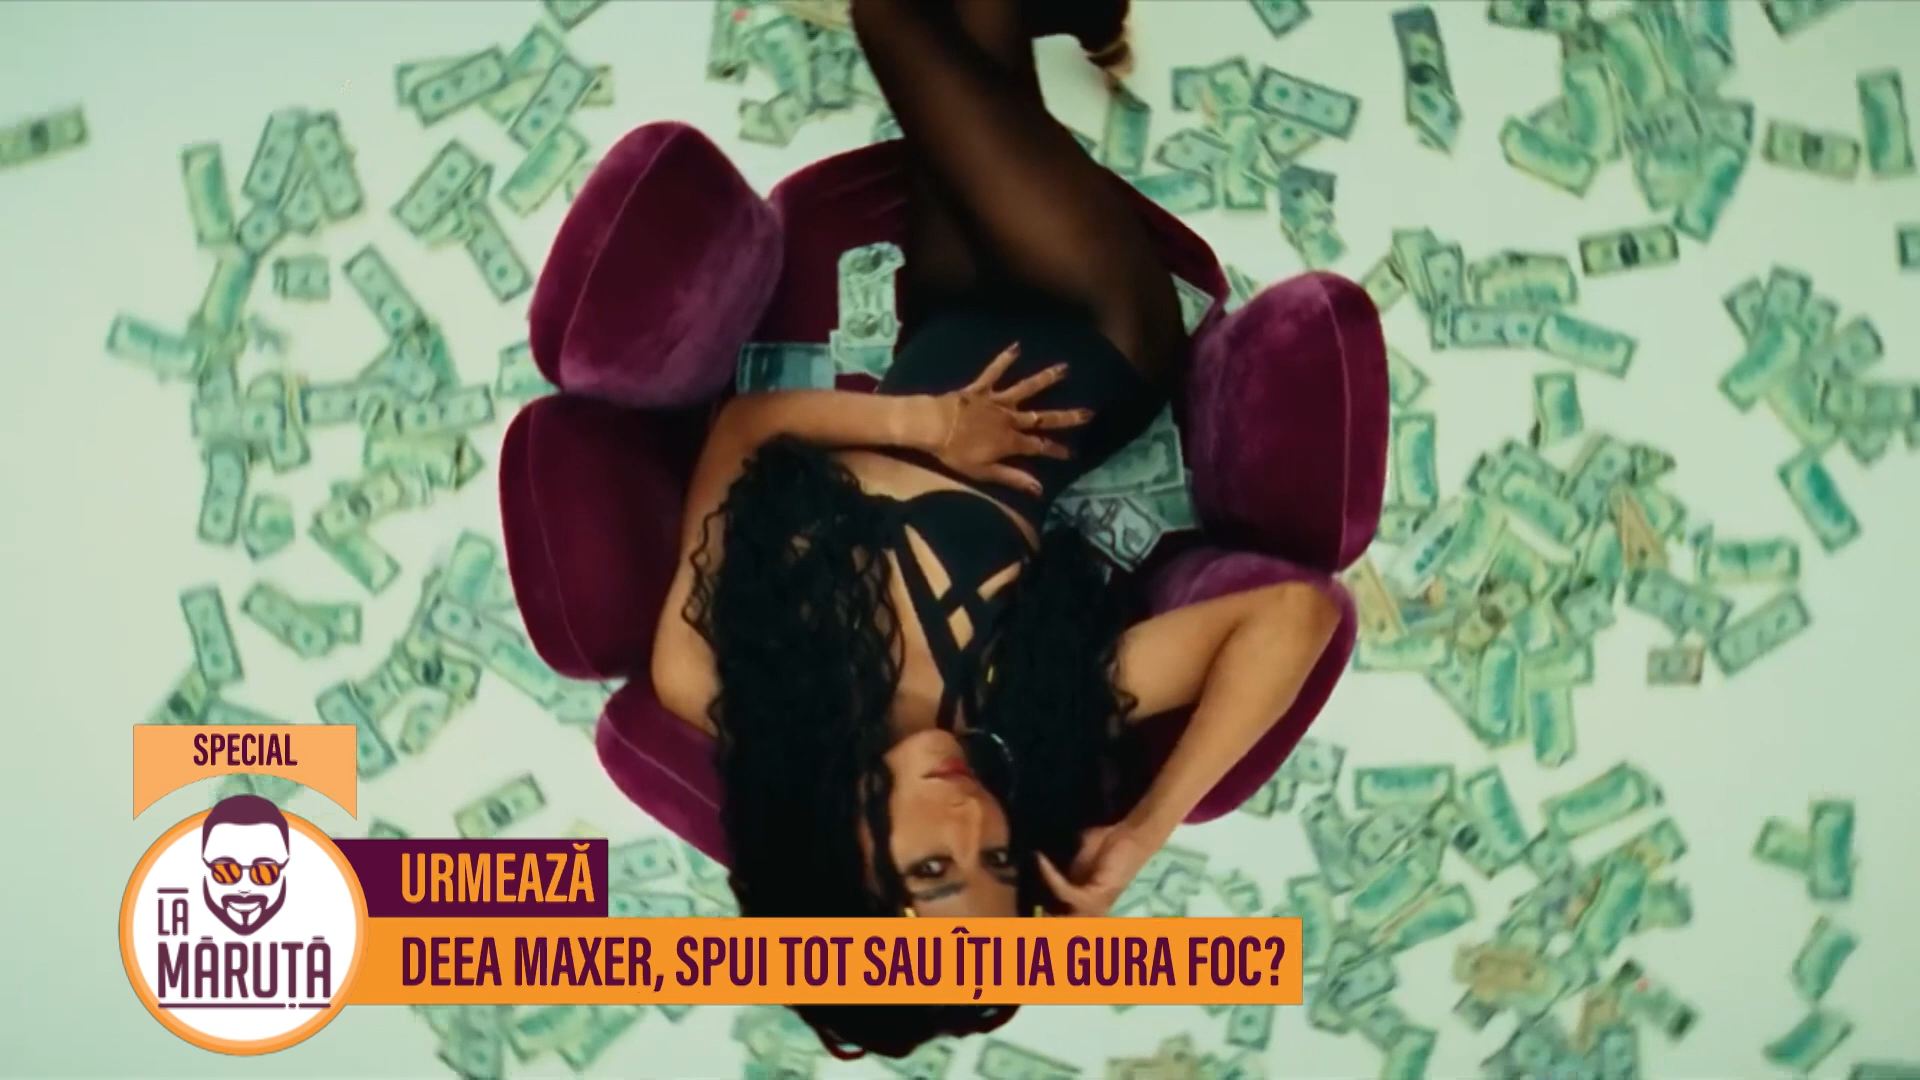 SPECIAL
LA
MĂRUȚĂ
URMEAZĂ
DEEA MAXER, SPUI TOT SAU ÎȚI IA GURA FOC?